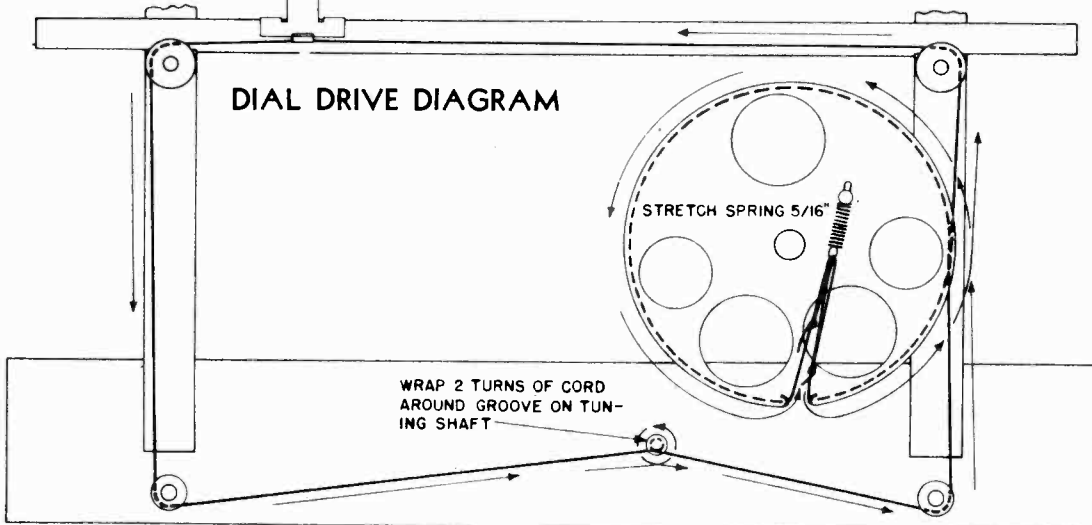 DIAL DRIVE DIAGRAM
STRETCH SPRING 5/16"
WRAP 2 TURNS OF CORD
AROUND GROOVE ON TUN-
ING SHAFT